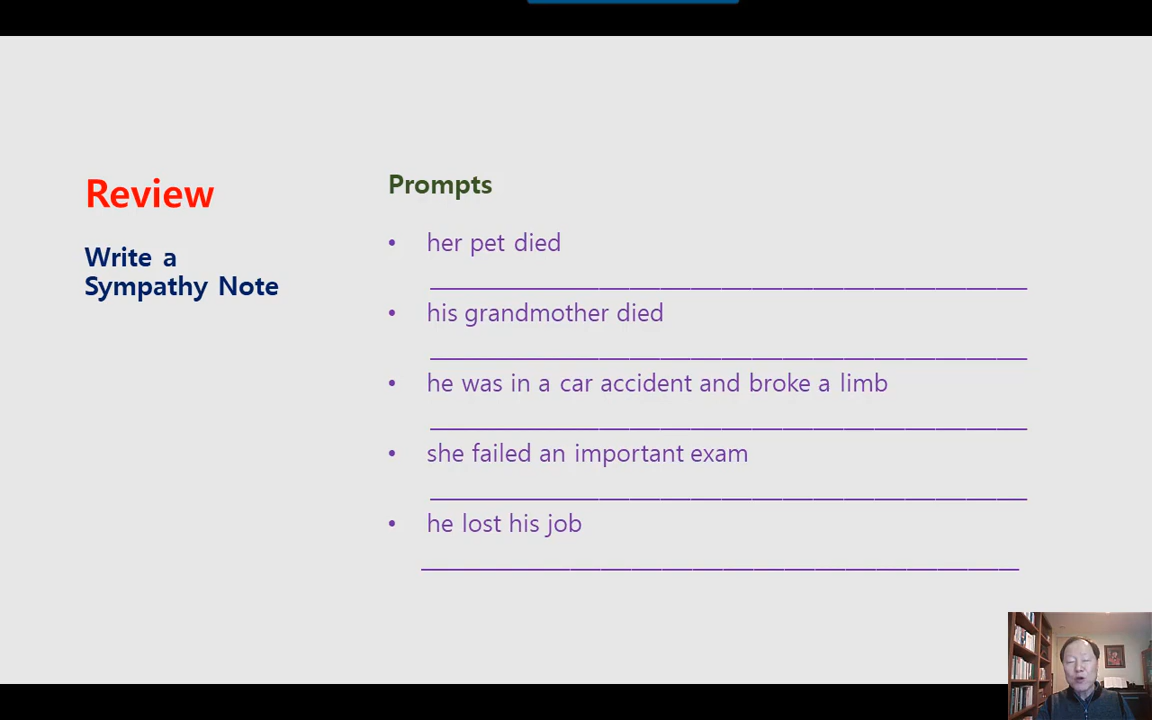 Review
Write a
Sympathy Note
Prompts
• her pet died
• his grandmother died
• he was in a car accident and broke a limb
• she failed an important exam
• he lost his job